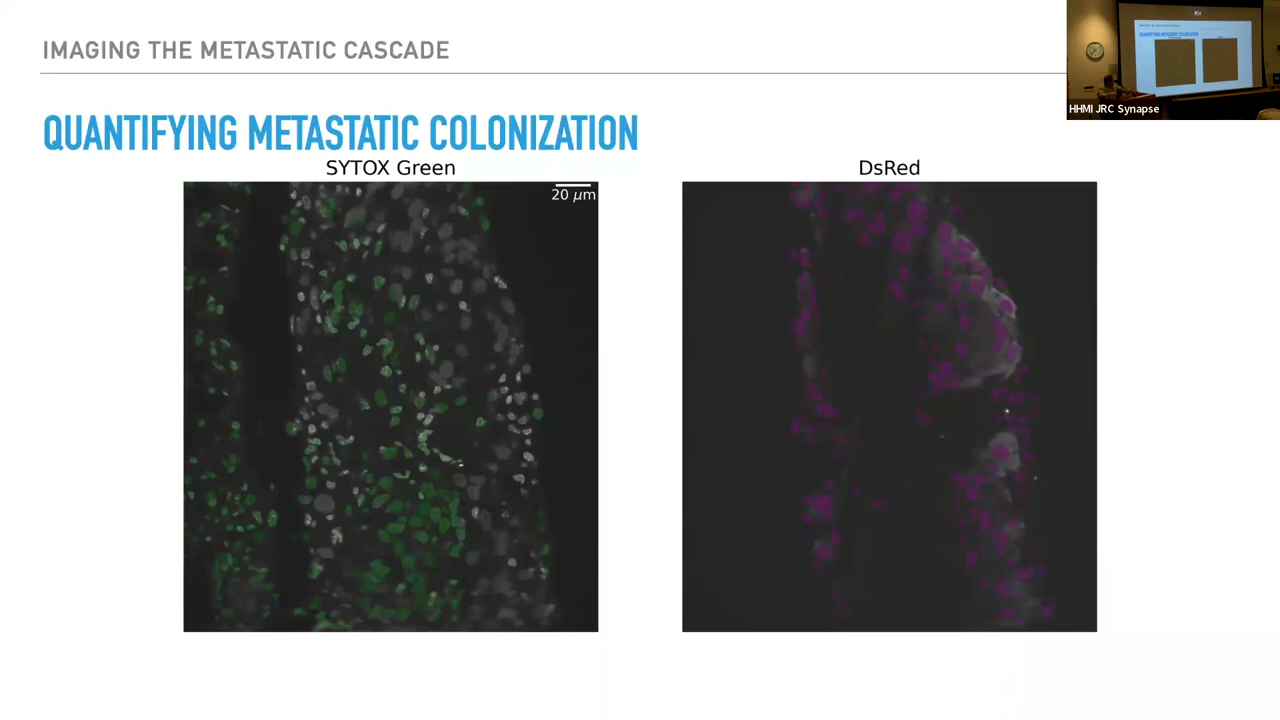 IMAGING THE METASTATIC CASCADE
QUANTIFYING METASTATIC COLONIZATION
SYTOX Green
DsRed
20 µm
HHMI JRC Synapse